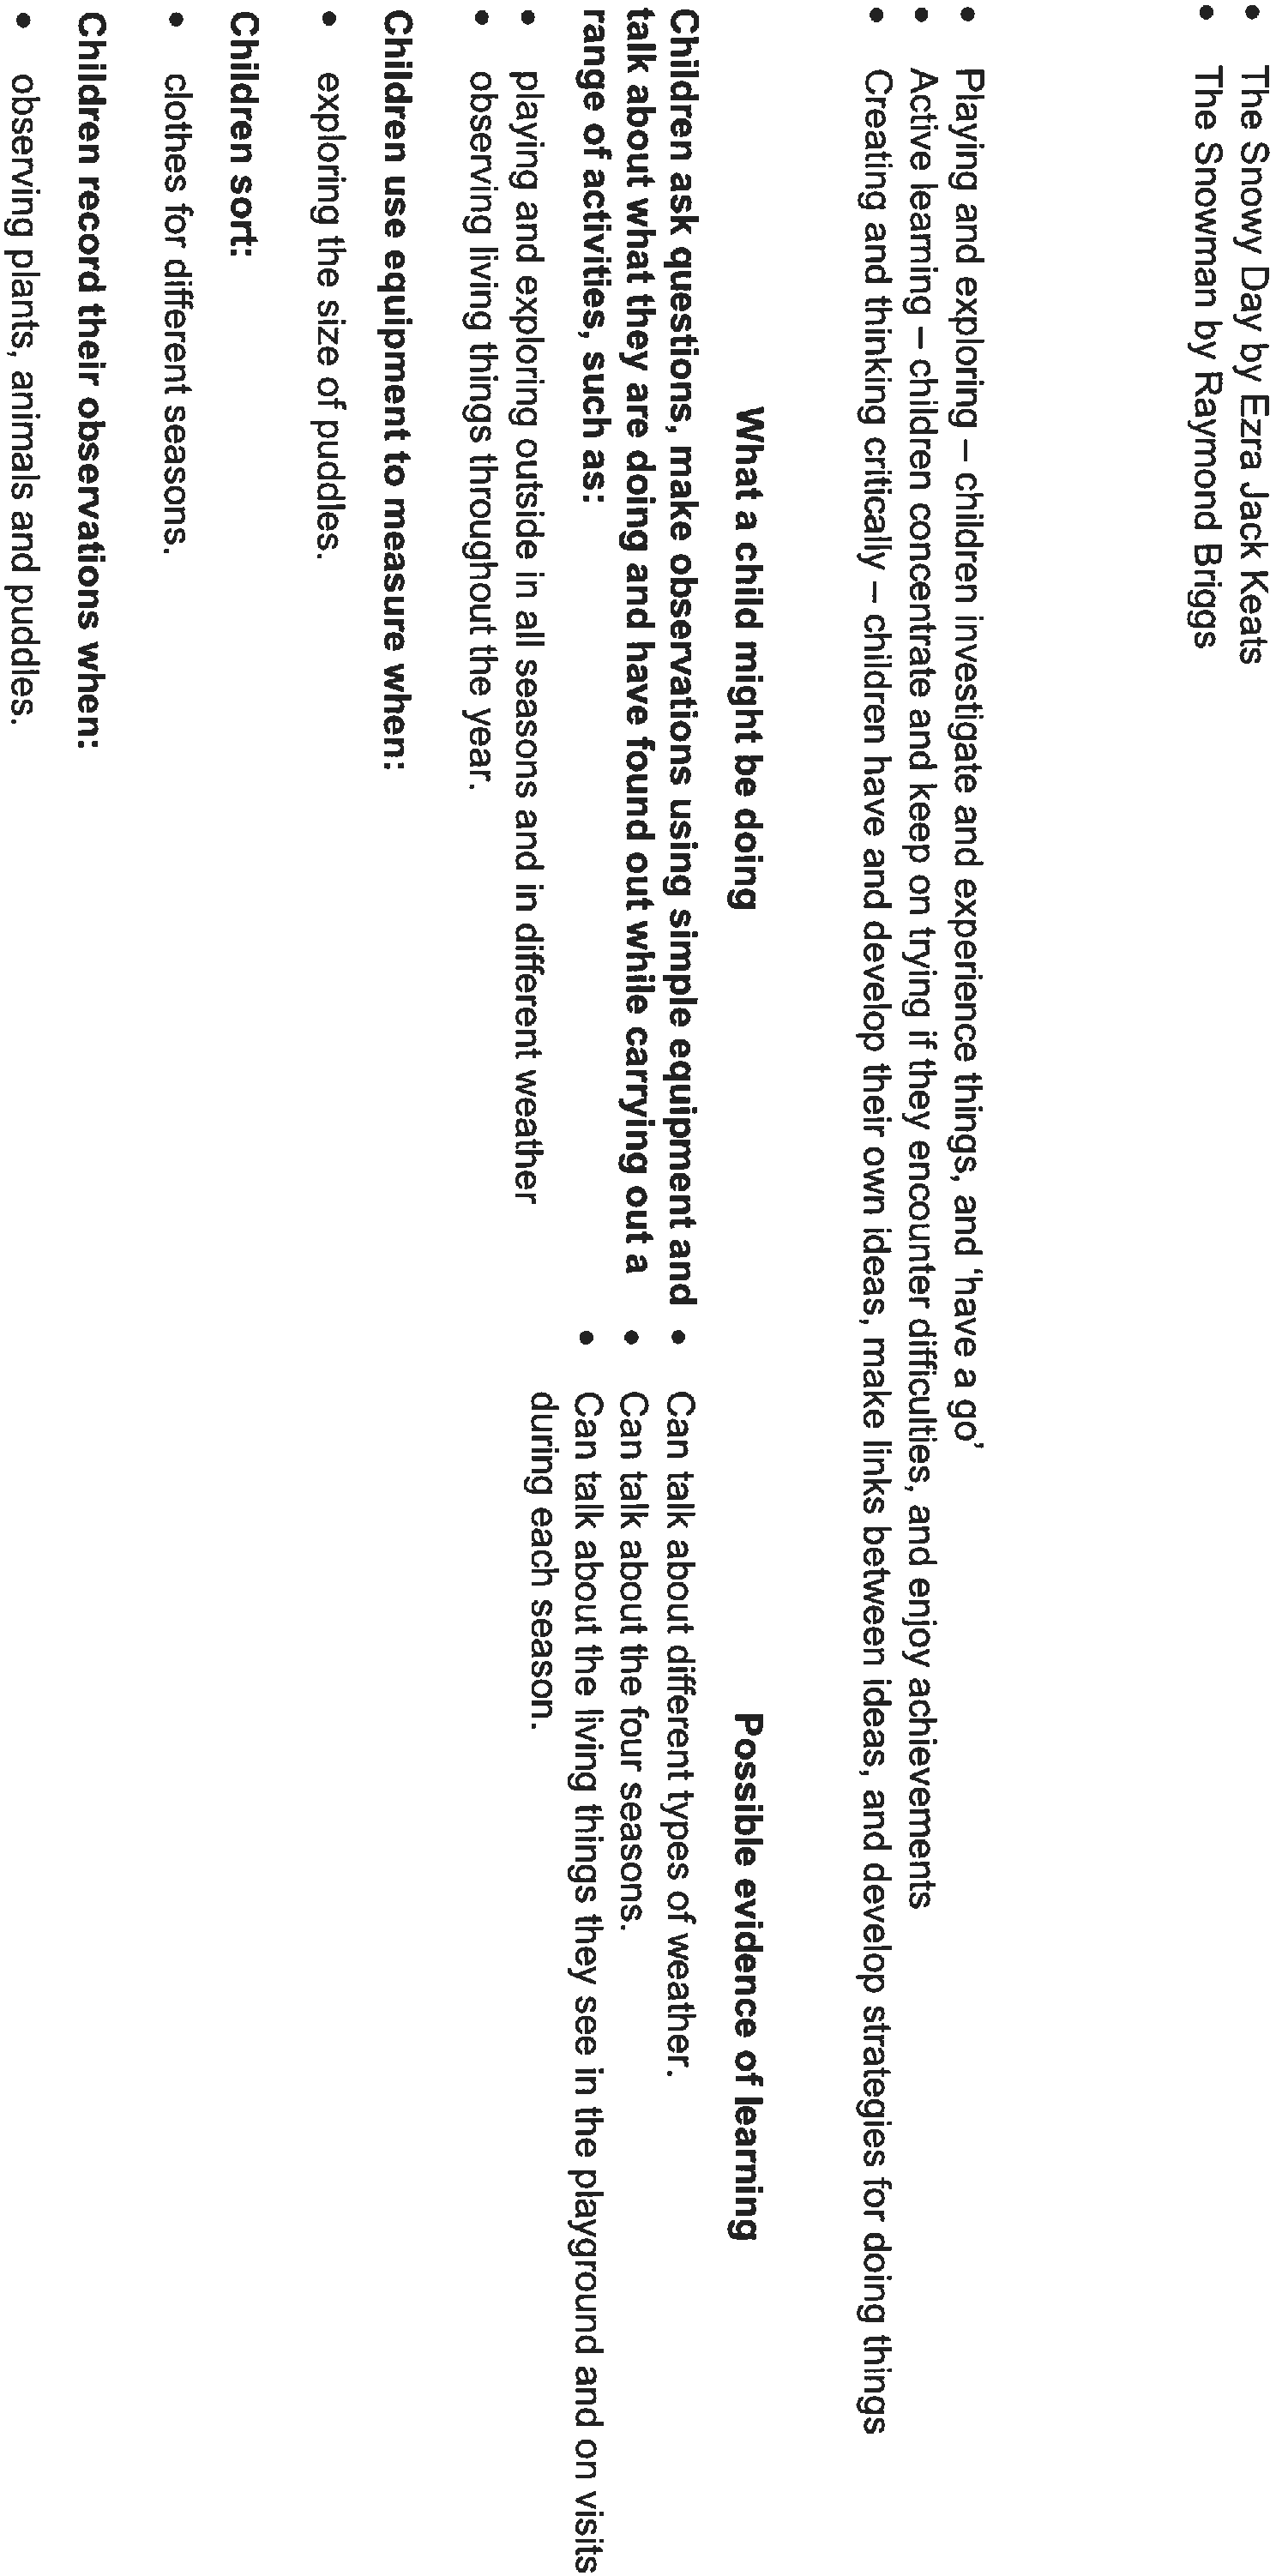 • The Snowy Day by Ezra Jack Keats
• The Snowman by Raymond Briggs
• Playing and exploring – children investigate and experience things, and ‘have a go’
• Active learning – children concentrate and keep on trying if they encounter difficulties, and enjoy achievements
• Creating and thinking critically – children have and develop their own ideas, make links between ideas, and develop strategies for doing things
What a child might be doing
Children ask questions, make observations using simple equipment and
talk about what they are doing and have found out while carrying out a
range of activities, such as:
• playing and exploring outside in all seasons and in different weather
• observing living things throughout the year.
Children use equipment to measure when:
• exploring the size of puddles.
Children sort:
• clothes for different seasons.
Children record their observations when:
• observing plants, animals and puddles.
Possible evidence of learning
• Can talk about different types of weather.
• Can talk about the four seasons.
• Can talk about the living things they see in the playground and on visits
during each season.